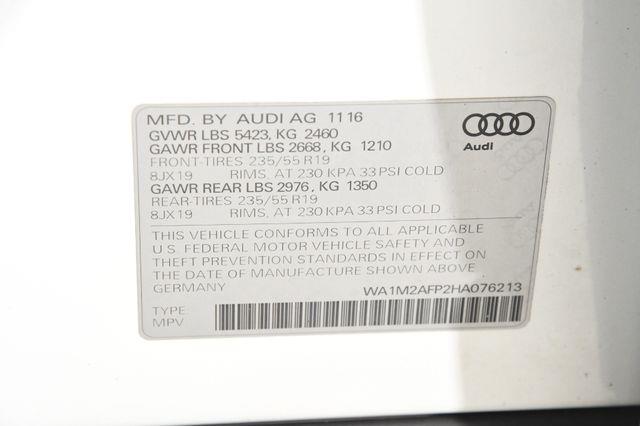 MFD. BY AUDI AG 11 16
GVWR LBS 5423, KG 2460
GAWR FRONT LBS 2668, KG 1210
FRONT-TIRES 235/55 R19
8JX19 RIMS, AT 230 KPA 33 PSI COLD
GAWR REAR LBS 2976, KG 1350
REAR-TIRES 235/55 R19
8JX19 RIMS, AT 230 KPA 33 PSI COLD
Audi
THIS VEHICLE CONFORMS TO ALL APPLICABLE
U.S. FEDERAL MOTOR VEHICLE SAFETY AND
THEFT PREVENTION STANDARDS IN EFFECT ON
THE DATE OF MANUFACTURE SHOWN ABOVE
GERMANY WA1M2AFP2HA076213
TYPE:
MPV